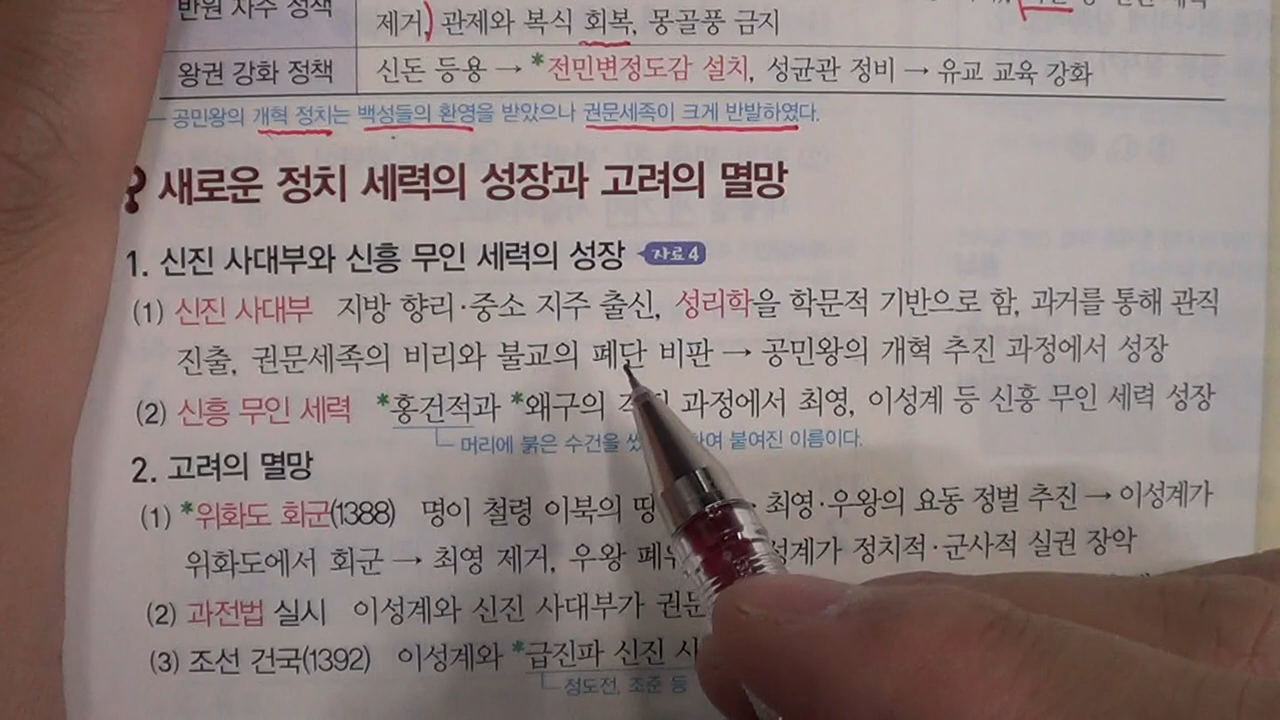 반원 자주 정책
제거) 관제와 복식 회복, 몽골풍 금지
왕권 강화 정책 신돈 등용 → *전민변정도감 설치, 성균관 정비 → 유교 교육 강화
공민왕의 개혁 정치는 백성들의 환영을 받았으나 권문세족이 크게 반발하였다.
새로운 정치 세력의 성장과 고려의 멸망
1. 신진 사대부와 신흥 무인 세력의 성장 자료4
(1) 신진 사대부 지방 향리·중소 지주 출신, 성리학을 학문적 기반으로 함, 과거를 통해 관직
진출, 권문세족의 비리와 불교의 폐단 비판 → 공민왕의 개혁 추진 과정에서 성장
(2) 신흥 무인 세력 *홍건적과 *왜구의 과정에서 최영, 이성계 등 신흥 무인 세력 성장
머리에 붉은 수건을 하여 붙여진 이름이다.
2. 고려의 멸망
(1) *위화도 회군(1388) 명이 철령 이북의 땅 최영·우왕의 요동 정벌 추진 → 이성계가
위화도에서 회군 → 최영 제거, 우왕 성계가 정치적·군사적 실권 장악
(2) 과전법 실시 이성계와 신진 사대부가 권문
(3) 조선 건국(1392) 이성계와 *급진파 신진 사
정도전, 조준 등